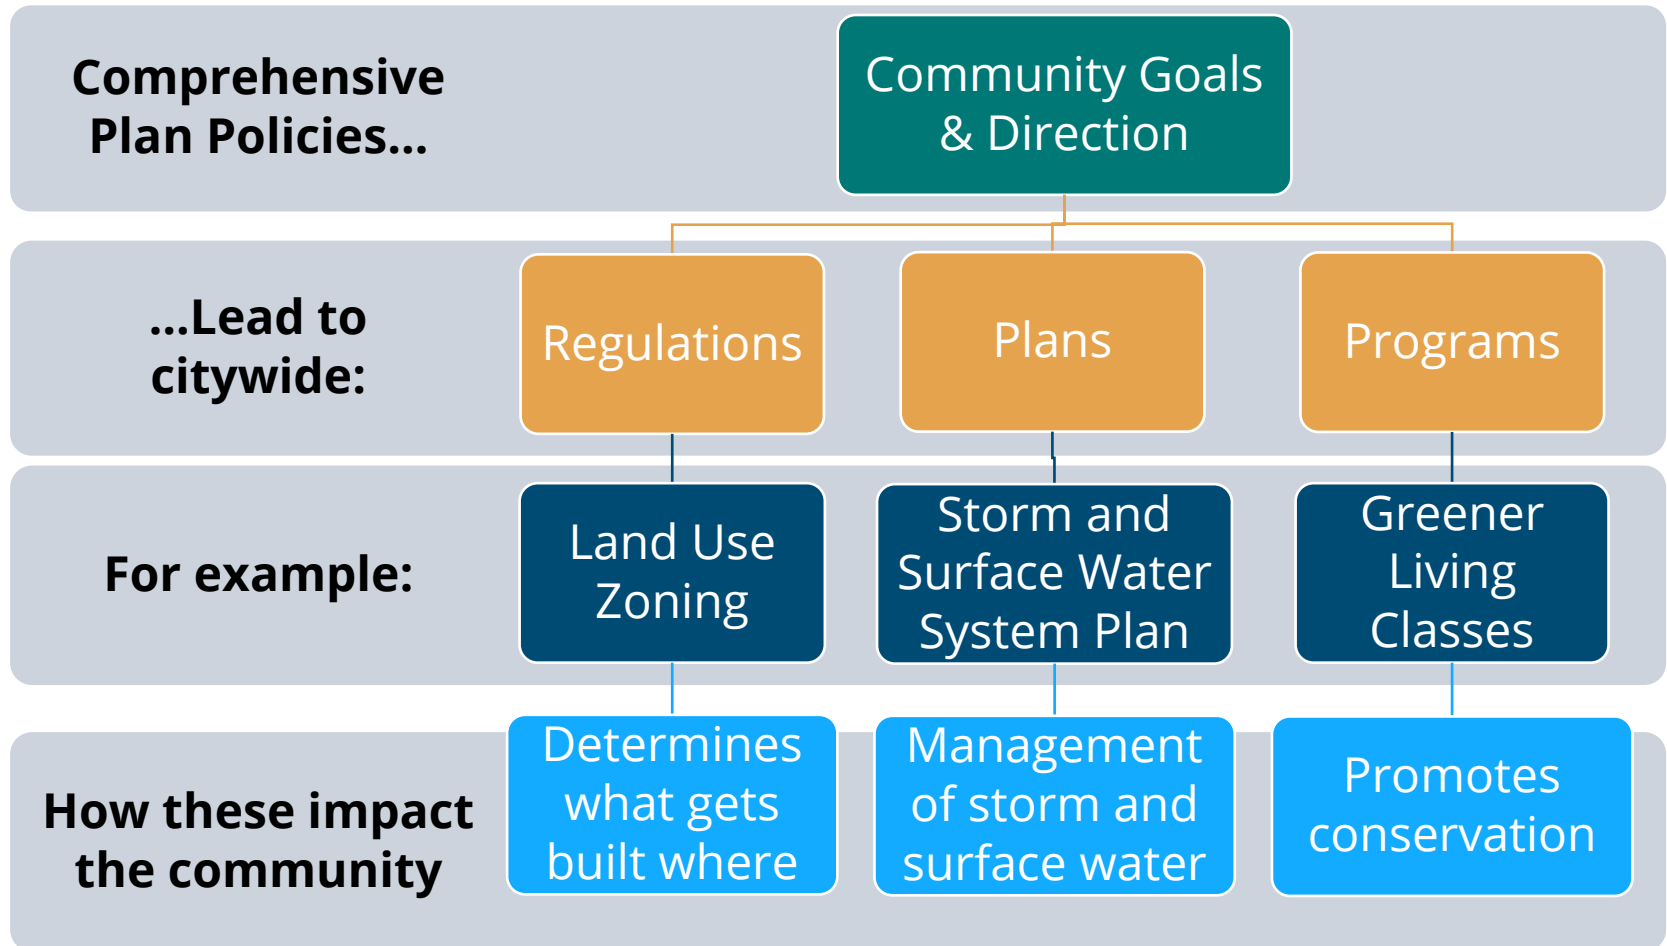 Comprehensive
Plan Policies...
Community Goals
& Direction
...Lead to
citywide:
Regulations
Plans
Programs
For example:
Land Use
Zoning
Storm and
Surface Water
System Plan
Greener
Living
Classes
How these impact
the community
Determines
what gets
built where
Management
of storm and
surface water
Promotes
conservation